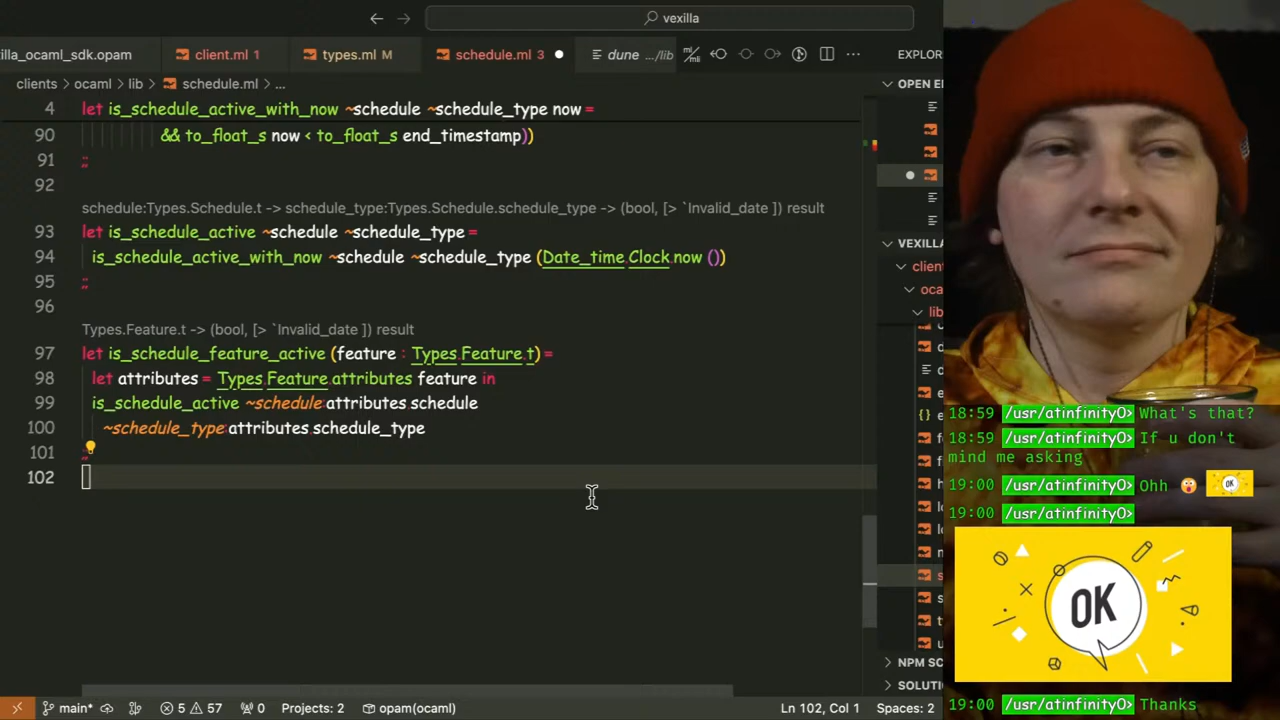 vexilla
lla_ocaml_sdk.opam
client.ml 1
types.ml M
schedule.ml 3
dune .../lib
EXPLOR
clients > ocaml > lib > schedule.ml > ...
OPEN E
4 let is_schedule_active_with_now ~schedule ~schedule_type now =
90 && to_float_s now < to_float_s end_timestamp))
91 ;;
92
schedule:Types.Schedule.t -> schedule_type:Types.Schedule.schedule_type -> (bool, [> `Invalid_date ]) result
93 let is_schedule_active ~schedule ~schedule_type =
94 is_schedule_active_with_now ~schedule ~schedule_type (Date_time.Clock.now ())
95 ;;
96
Types.Feature.t -> (bool, [> `Invalid_date ]) result
97 let is_schedule_feature_active (feature : Types.Feature.t) =
98 let attributes = Types.Feature.attributes feature in
99 is_schedule_active ~schedule:attributes.schedule
100 ~schedule_type:attributes.schedule_type
101 ;;
102
VEXILL
client
oca
lib
NPM SC
SOLUTI
main*
5 57
0
Projects: 2
opam(ocaml)
Ln 102, Col 1
Spaces: 2
18:59 /usr/atinfinity0> What's that?
18:59 /usr/atinfinity0> If u don't
mind me asking
19:00 /usr/atinfinity0> Ohh
OK
19:00 /usr/atinfinity0>
OK
19:00 /usr/atinfinity0> Thanks